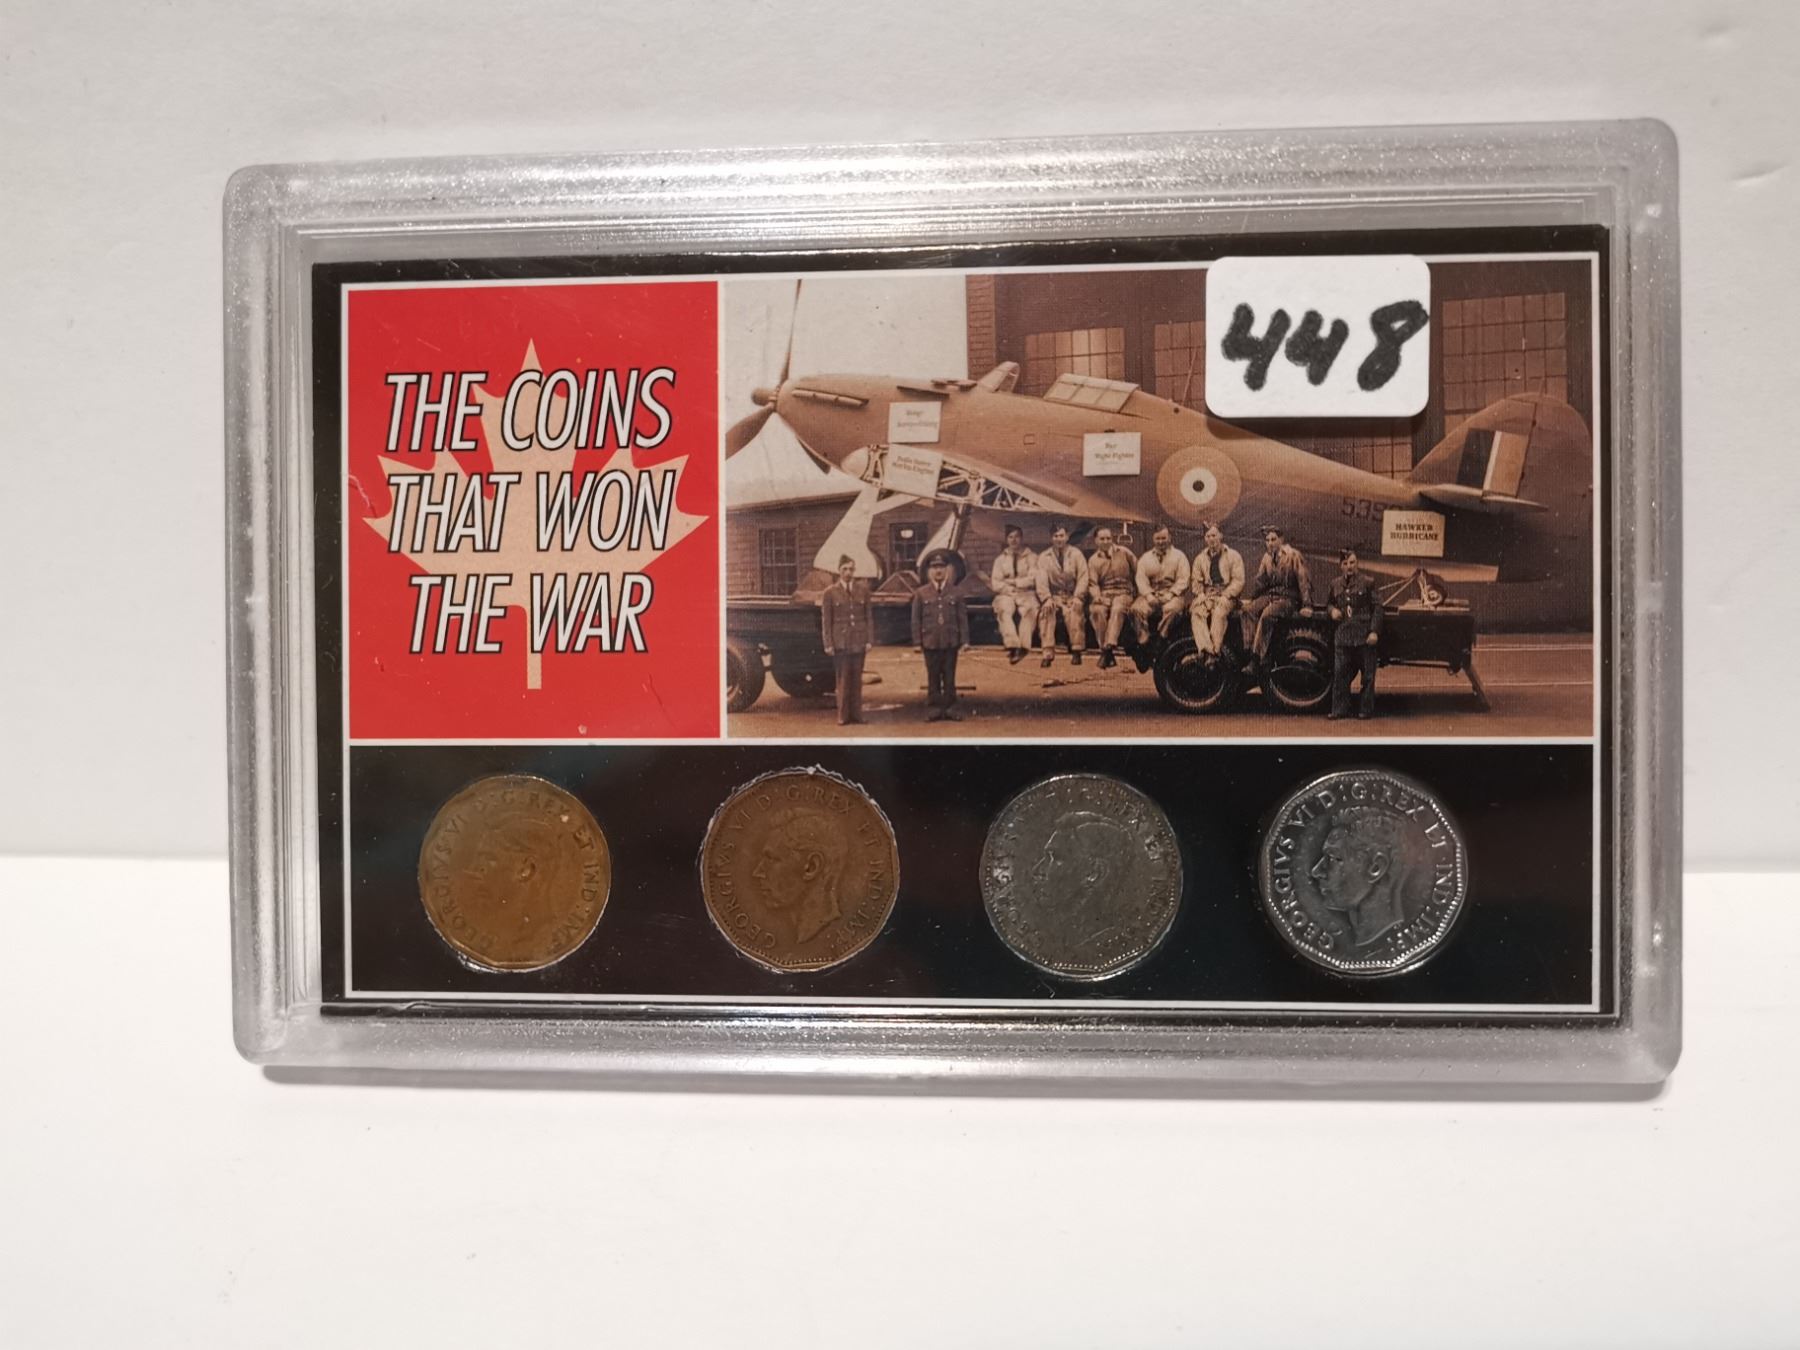 THE COINS
THAT WON
THE WAR
448
HAWKER
HURRICANE
GEORGIVS VI D:G:REX ET IND:IMP:
GEORGIVS VI D:G:REX ET IND:IMP:
GEORGIVS VI D:G:REX ET IND:IMP:
GEORGIVS VI D:G:REX ET IND:IMP: